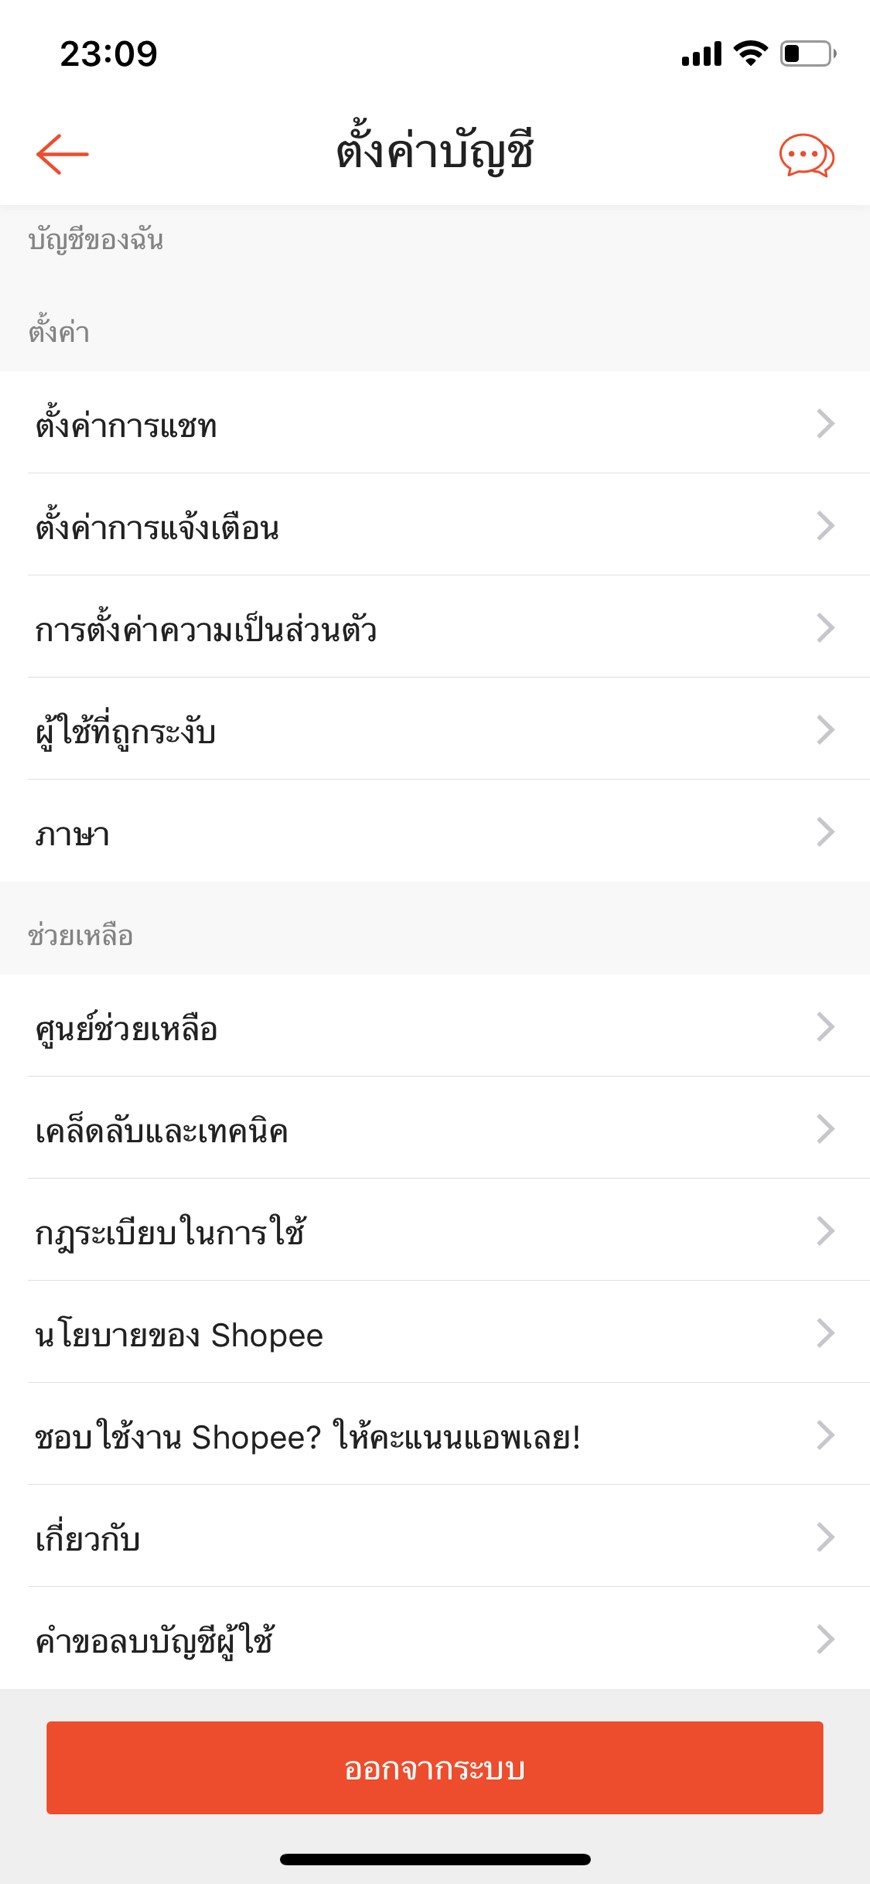 23:09
ตั้งค่าบัญชี
บัญชีของฉัน
ตั้งค่า
ตั้งค่าการแชท
ตั้งค่าการแจ้งเตือน
การตั้งค่าความเป็นส่วนตัว
ผู้ใช้ที่ถูกระงับ
ภาษา
ช่วยเหลือ
ศูนย์ช่วยเหลือ
เคล็ดลับและเทคนิค
กฎระเบียบในการใช้
นโยบายของ Shopee
ชอบใช้งาน Shopee? ให้คะแนนแอพเลย!
เกี่ยวกับ
คำขอลบบัญชีผู้ใช้
ออกจากระบบ